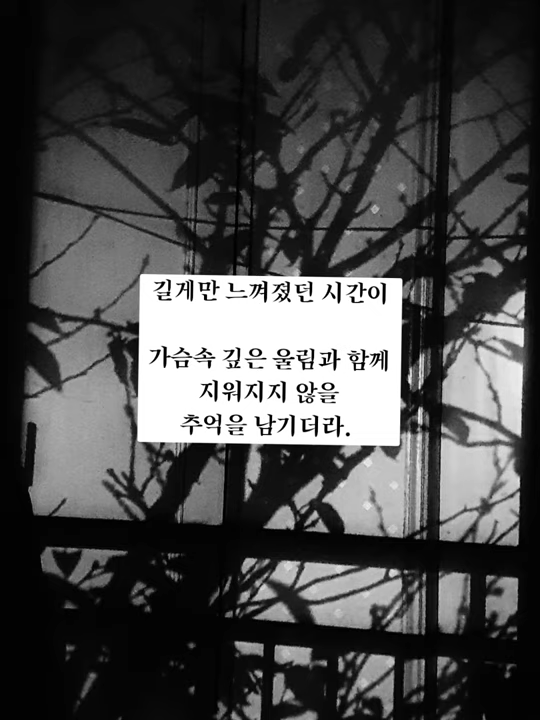 길게만 느껴졌던 시간이
가슴속 깊은 울림과 함께
지워지지 않을
추억을 남기더라.